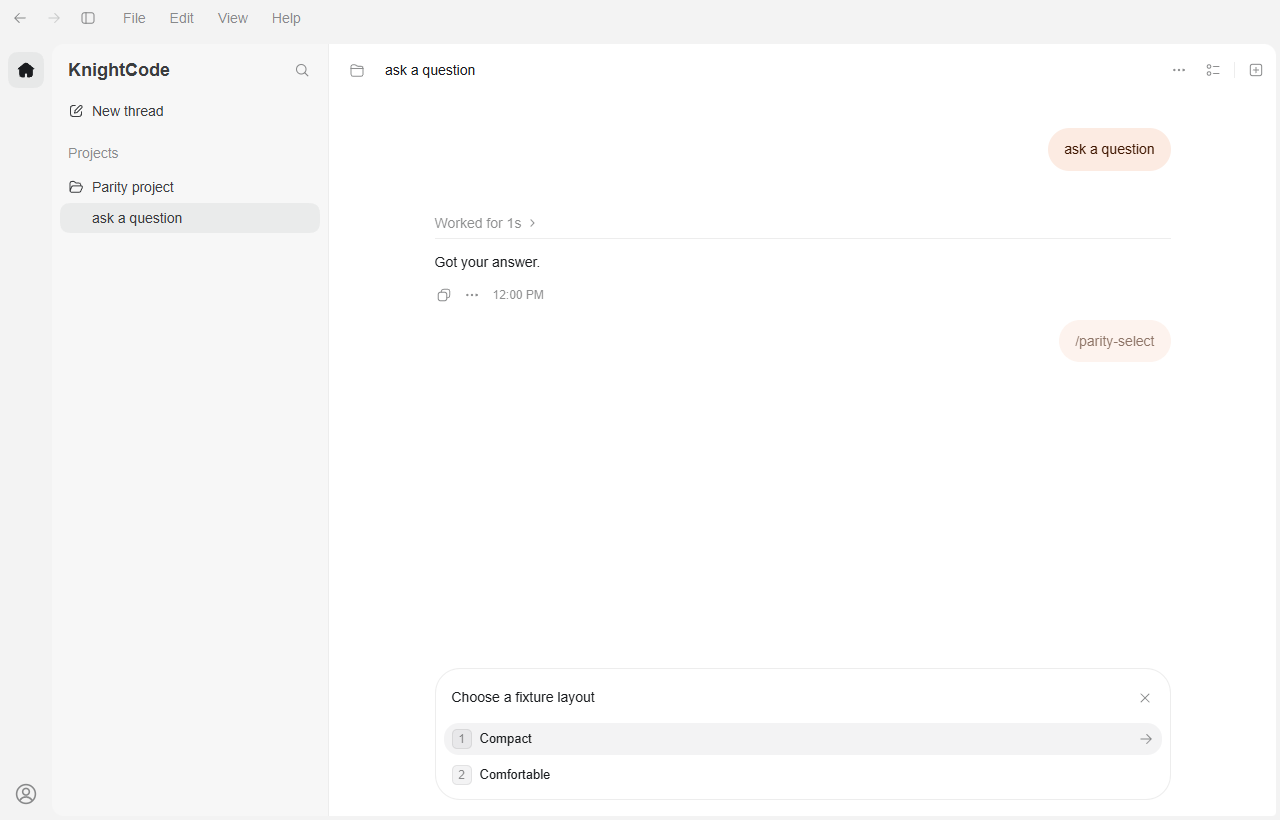 File Edit View Help
KnightCode
New thread
Projects
Parity project
ask a question
ask a question
ask a question
Worked for 1s
Got your answer.
12:00 PM
/parity-select
Choose a fixture layout
1 Compact
2 Comfortable